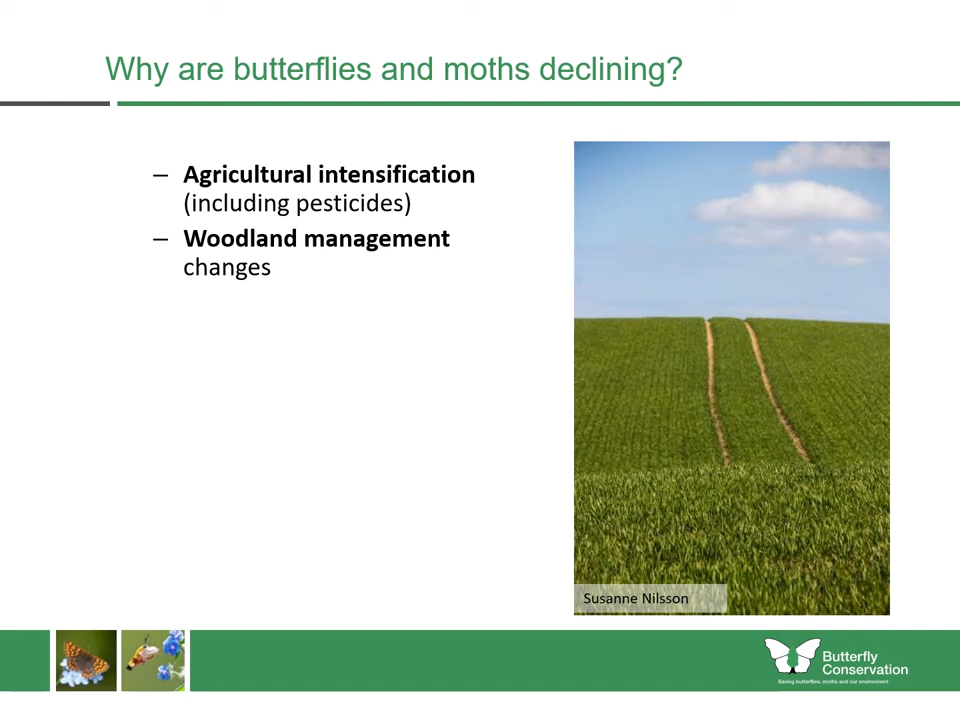 Why are butterflies and moths declining?
– Agricultural intensification
(including pesticides)
– Woodland management
changes
Susanne Nilsson
Butterfly
Conservation
Saving butterflies, moths and our environment